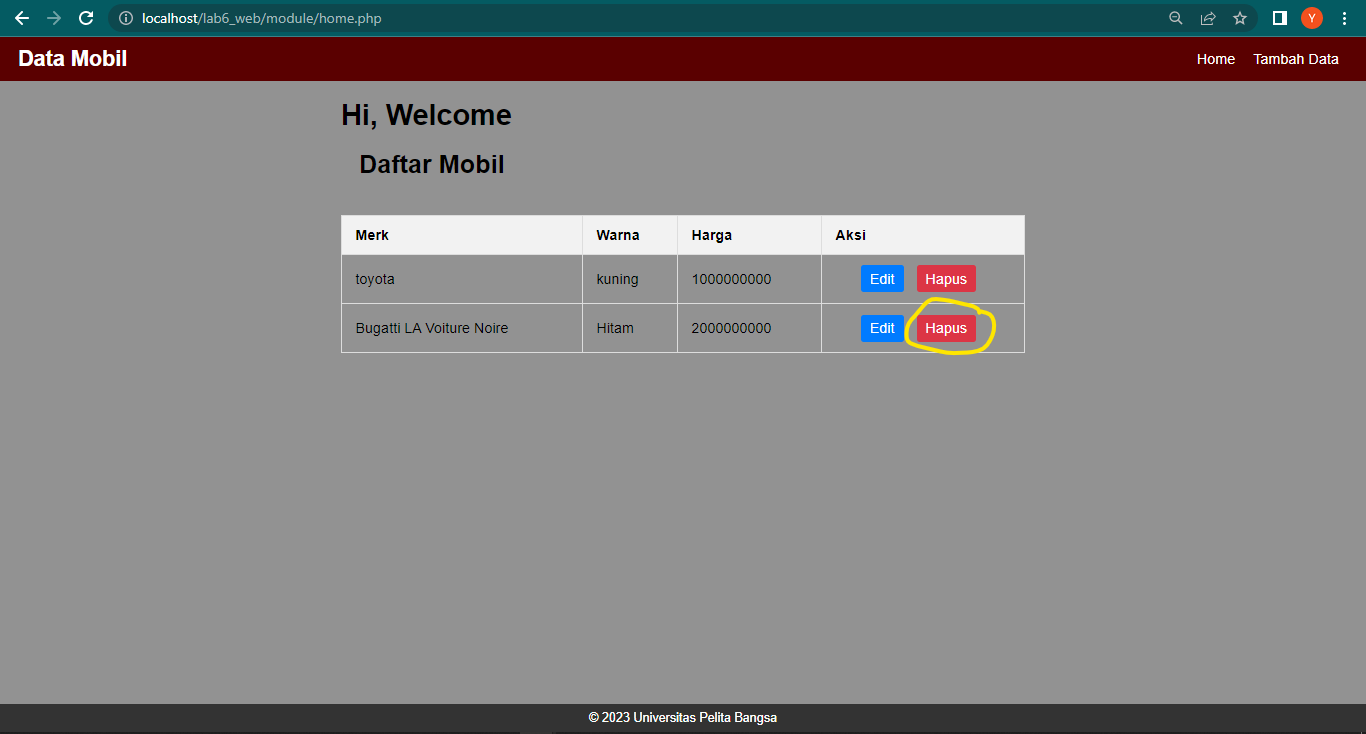 localhost/lab6_web/module/home.php
Y
Data Mobil
Home Tambah Data
Hi, Welcome
Daftar Mobil
Merk Warna Harga Aksi
toyota kuning 1000000000 Edit Hapus
Bugatti LA Voiture Noire Hitam 2000000000 Edit Hapus
© 2023 Universitas Pelita Bangsa